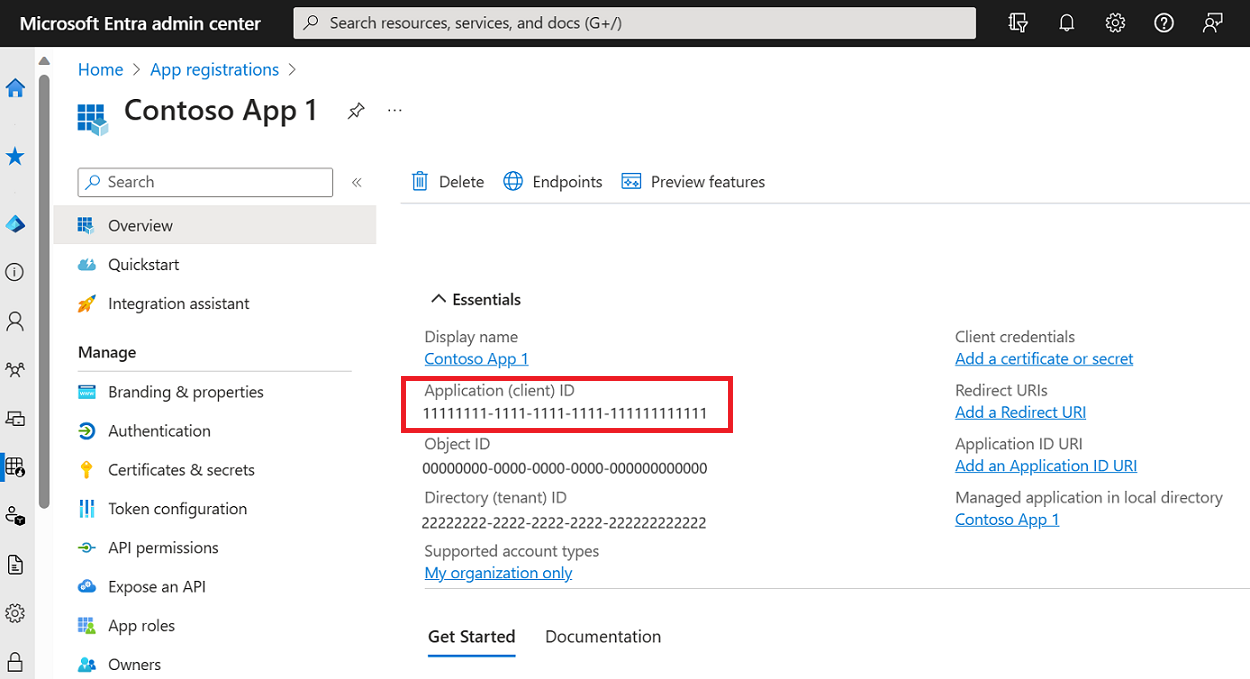 Microsoft Entra admin center
Search resources, services, and docs (G+/)
Home > App registrations >
Contoso App 1
...
Search
«
Overview
Quickstart
Integration assistant
Manage
Branding & properties
Authentication
Certificates & secrets
Token configuration
API permissions
Expose an API
App roles
Owners
Delete
Endpoints
Preview features
Essentials
Display name
Contoso App 1
Application (client) ID
11111111-1111-1111-1111-111111111111
Object ID
00000000-0000-0000-0000-000000000000
Directory (tenant) ID
22222222-2222-2222-2222-222222222222
Supported account types
My organization only
Client credentials
Add a certificate or secret
Redirect URIs
Add a Redirect URI
Application ID URI
Add an Application ID URI
Managed application in local directory
Contoso App 1
Get Started
Documentation